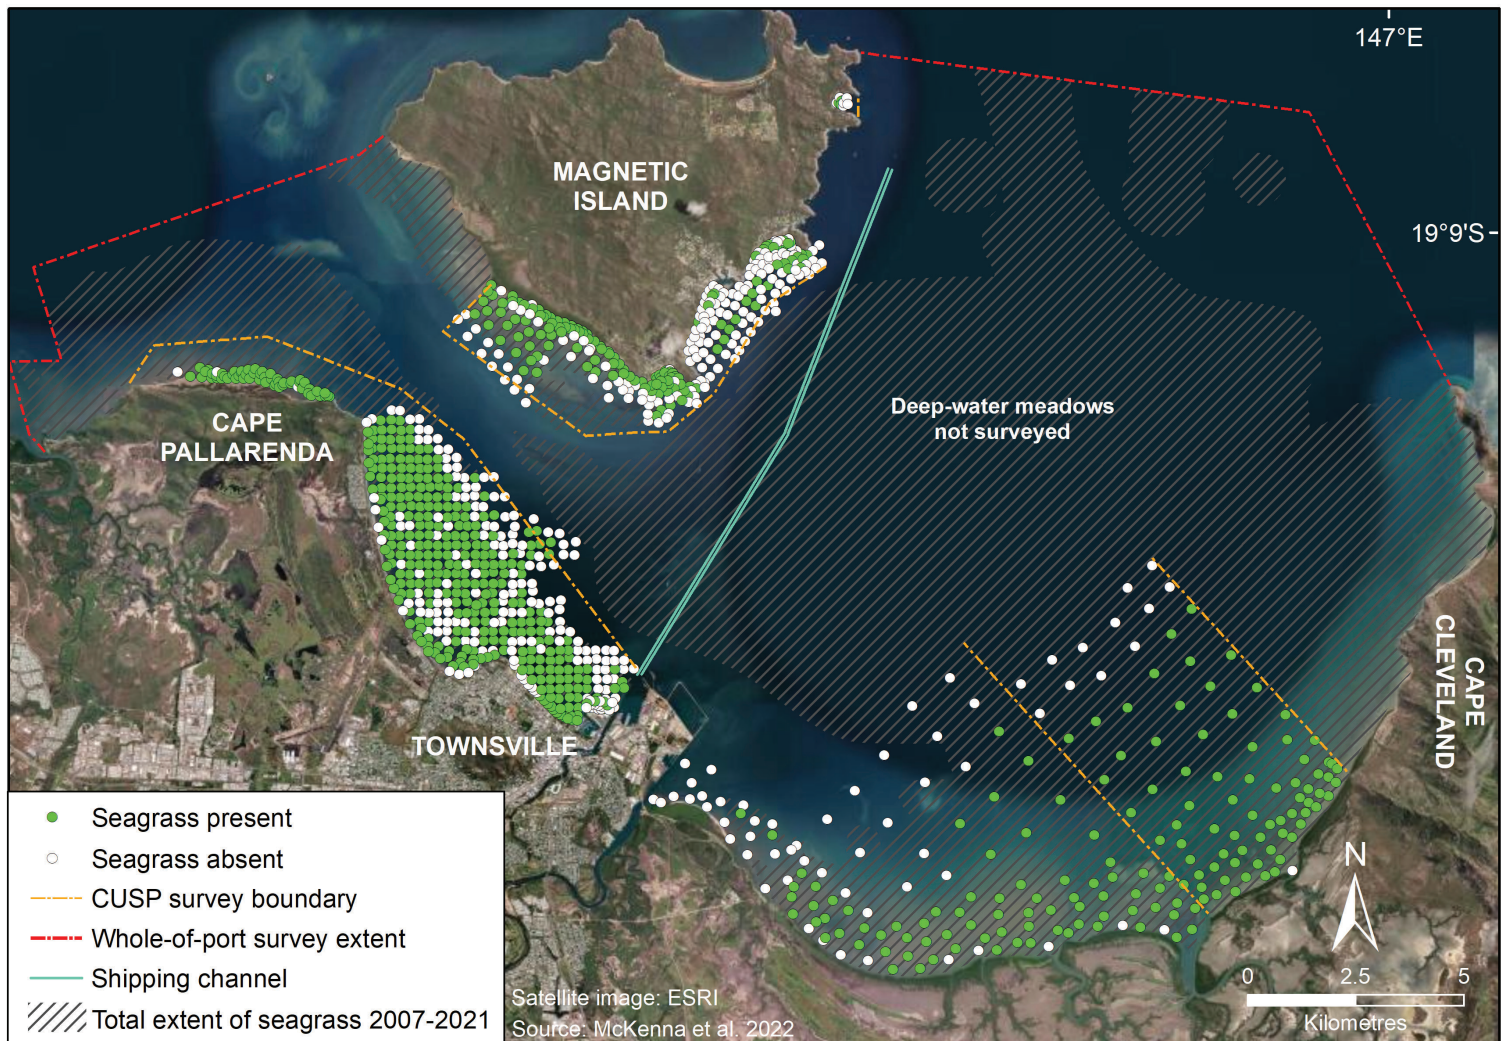 147°E
MAGNETIC
ISLAND
19°9'S
CAPE
PALLARENDA
Deep-water meadows
not surveyed
CAPE
CLEVELAND
TOWNSVILLE
Seagrass present
Seagrass absent
CUSP survey boundary
Whole-of-port survey extent
Shipping channel
Total extent of seagrass 2007-2021
Satellite image: ESRI
Source: McKenna et al. 2022
N
0 2.5 5
Kilometres